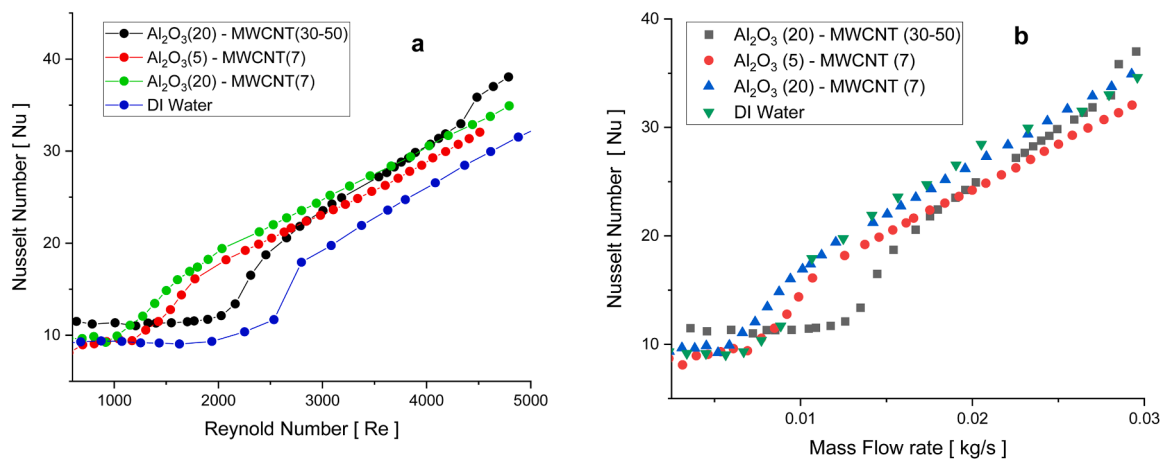 Al₂O₃(20) - MWCNT(30-50)
Al₂O₃(5) - MWCNT(7)
Al₂O₃(20) - MWCNT(7)
DI Water
a
40
30
20
10
1000 2000 3000 4000 5000
Nusselt Number [ Nu ]
Reynold Number [ Re ]
Al₂O₃ (20) - MWCNT (30-50)
Al₂O₃ (5) - MWCNT (7)
Al₂O₃ (20) - MWCNT (7)
DI Water
b
40
30
20
10
0.01 0.02 0.03
Nusselt Number [ Nu ]
Mass Flow rate [ kg/s ]